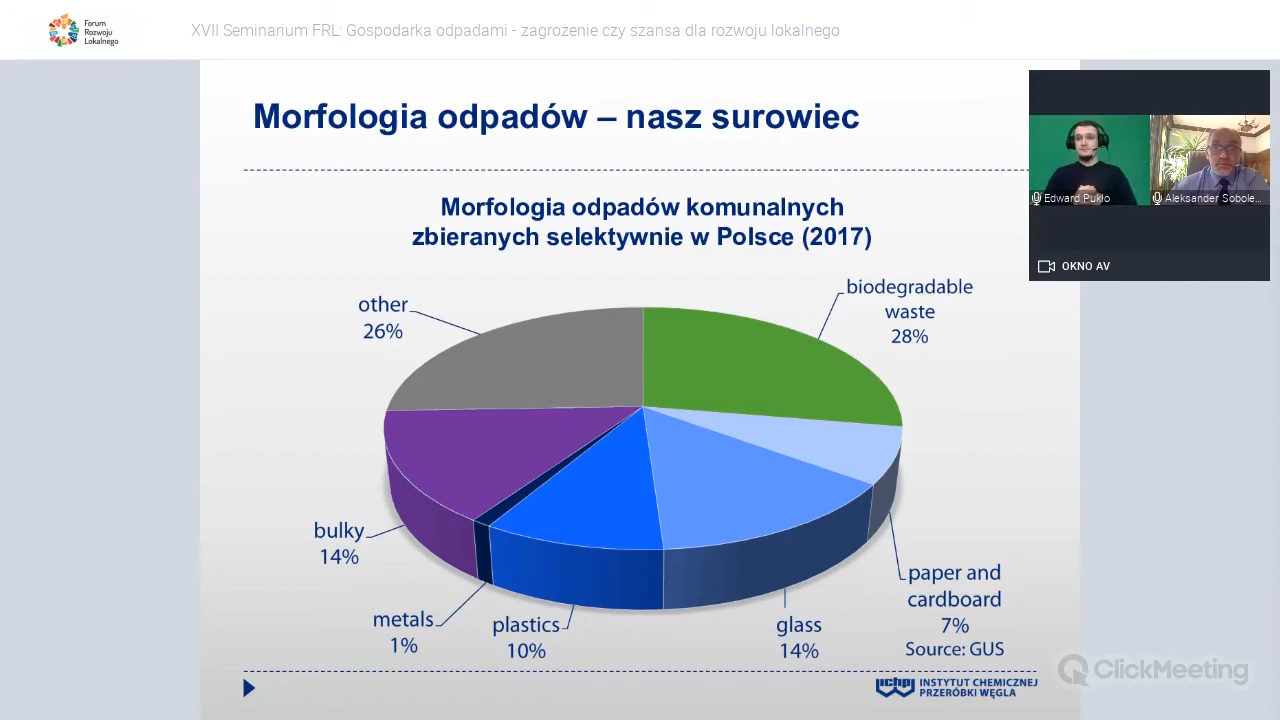 Forum
Rozwoju
Lokalnego
XVII Seminarium FRL: Gospodarka odpadami - zagrożenie czy szansa dla rozwoju lokalnego
Morfologia odpadów – nasz surowiec
Edward Pukło
Aleksander Sobole...
OKNO AV
Morfologia odpadów komunalnych
zbieranych selektywnie w Polsce (2017)
other
26%
biodegradable
waste
28%
bulky
14%
metals
1%
plastics
10%
glass
14%
paper and
cardboard
7%
Source: GUS
ichpw
INSTYTUT CHEMICZNEJ
PRZERÓBKI WĘGLA
ClickMeeting